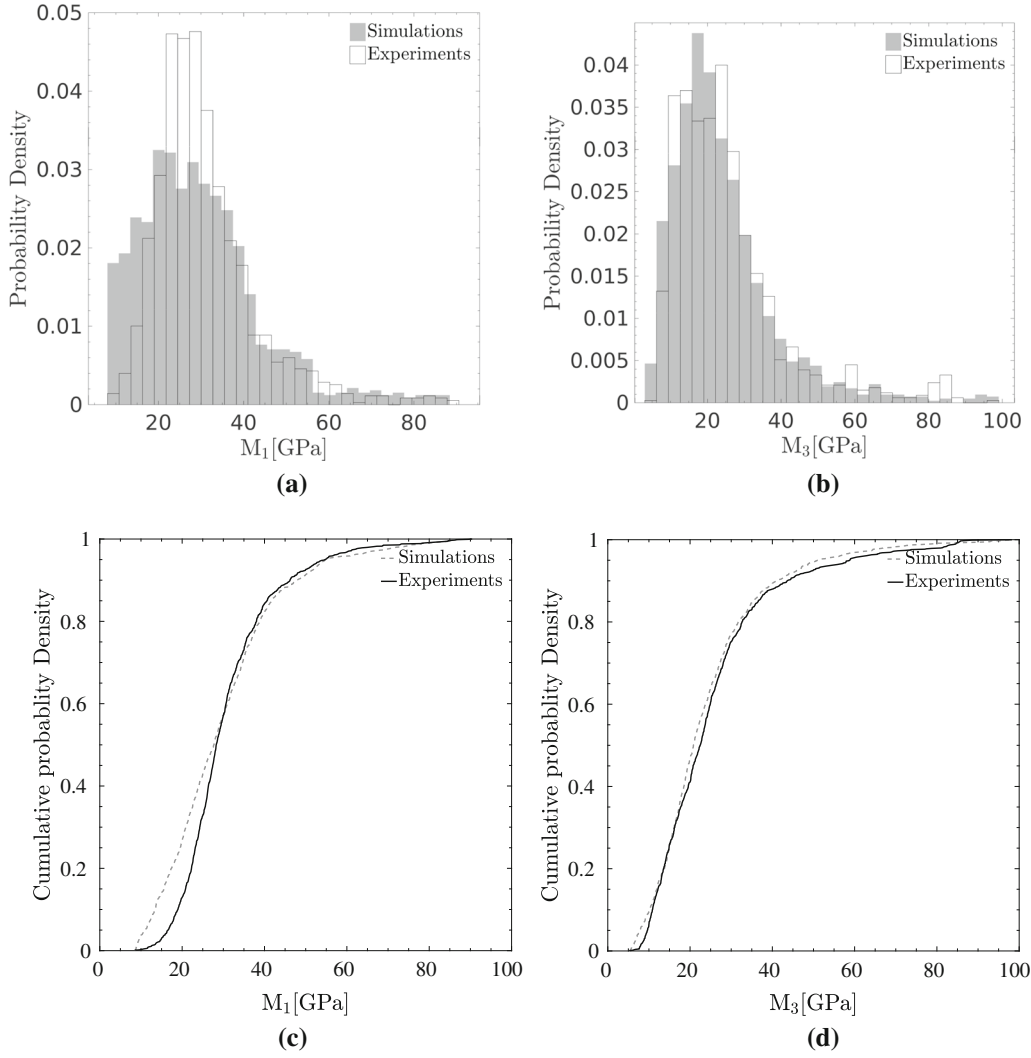 0.05
0.04
0.03
0.02
0.01
0
Probability Density
Simulations
Experiments
20
40
60
80
M1[GPa]
(a)
0.04
0.035
0.03
0.025
0.02
0.015
0.01
0.005
0
Probability Density
Simulations
Experiments
20
40
60
80
100
M3[GPa]
(b)
1
0.8
0.6
0.4
0.2
0
Cumulative probablity Density
Simulations
Experiments
0
20
40
60
80
100
M1[GPa]
(c)
1
0.8
0.6
0.4
0.2
0
Cumulative probablity Density
Simulations
Experiments
0
20
40
60
80
100
M3[GPa]
(d)